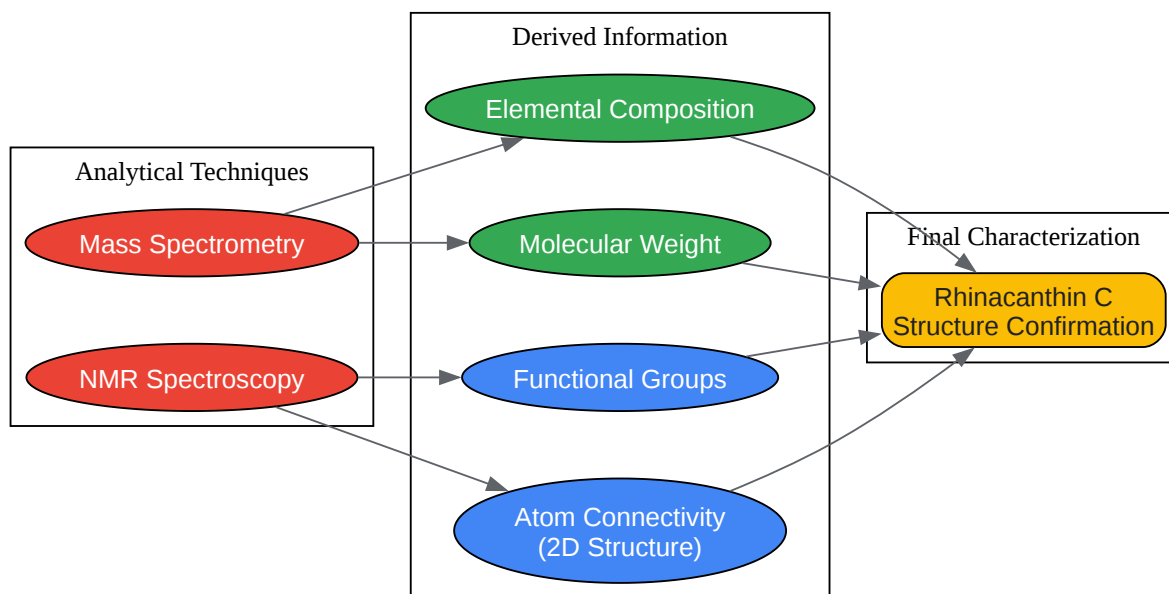 Derived Information
Elemental Composition
Analytical Techniques
Mass Spectrometry
Molecular Weight
Final Characterization
Rhinacanthin C
Structure Confirmation
NMR Spectroscopy
Functional Groups
Atom Connectivity
(2D Structure)